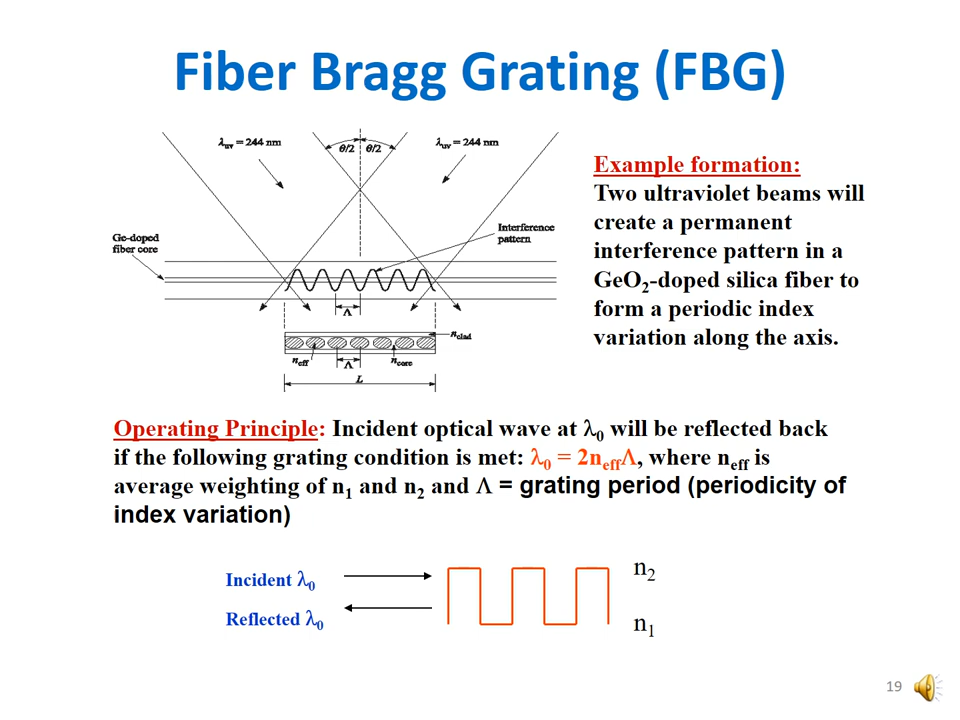 Fiber Bragg Grating (FBG)
λuv = 244 nm
θ/2 θ/2
λuv = 244 nm
Ge-doped
fiber core
Interference
pattern
Λ
nclad
neff
Λ
ncore
L
Example formation:
Two ultraviolet beams will
create a permanent
interference pattern in a
GeO2-doped silica fiber to
form a periodic index
variation along the axis.
Operating Principle: Incident optical wave at λ0 will be reflected back
if the following grating condition is met: λ0 = 2neffΛ, where neff is
average weighting of n1 and n2 and Λ = grating period (periodicity of
index variation)
Incident λ0
Reflected λ0
n2
n1
19